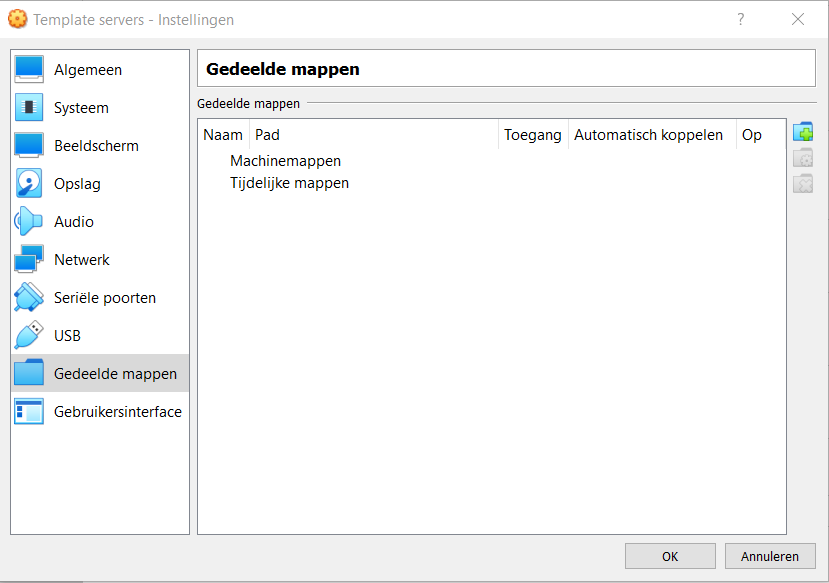 Template servers - Instellingen
?
Algemeen
Systeem
Beeldscherm
Opslag
Audio
Netwerk
Seriële poorten
USB
Gedeelde mappen
Gebruikersinterface
Gedeelde mappen
Gedeelde mappen
Naam Pad Toegang Automatisch koppelen Op
Machinemappen
Tijdelijke mappen
OK Annuleren